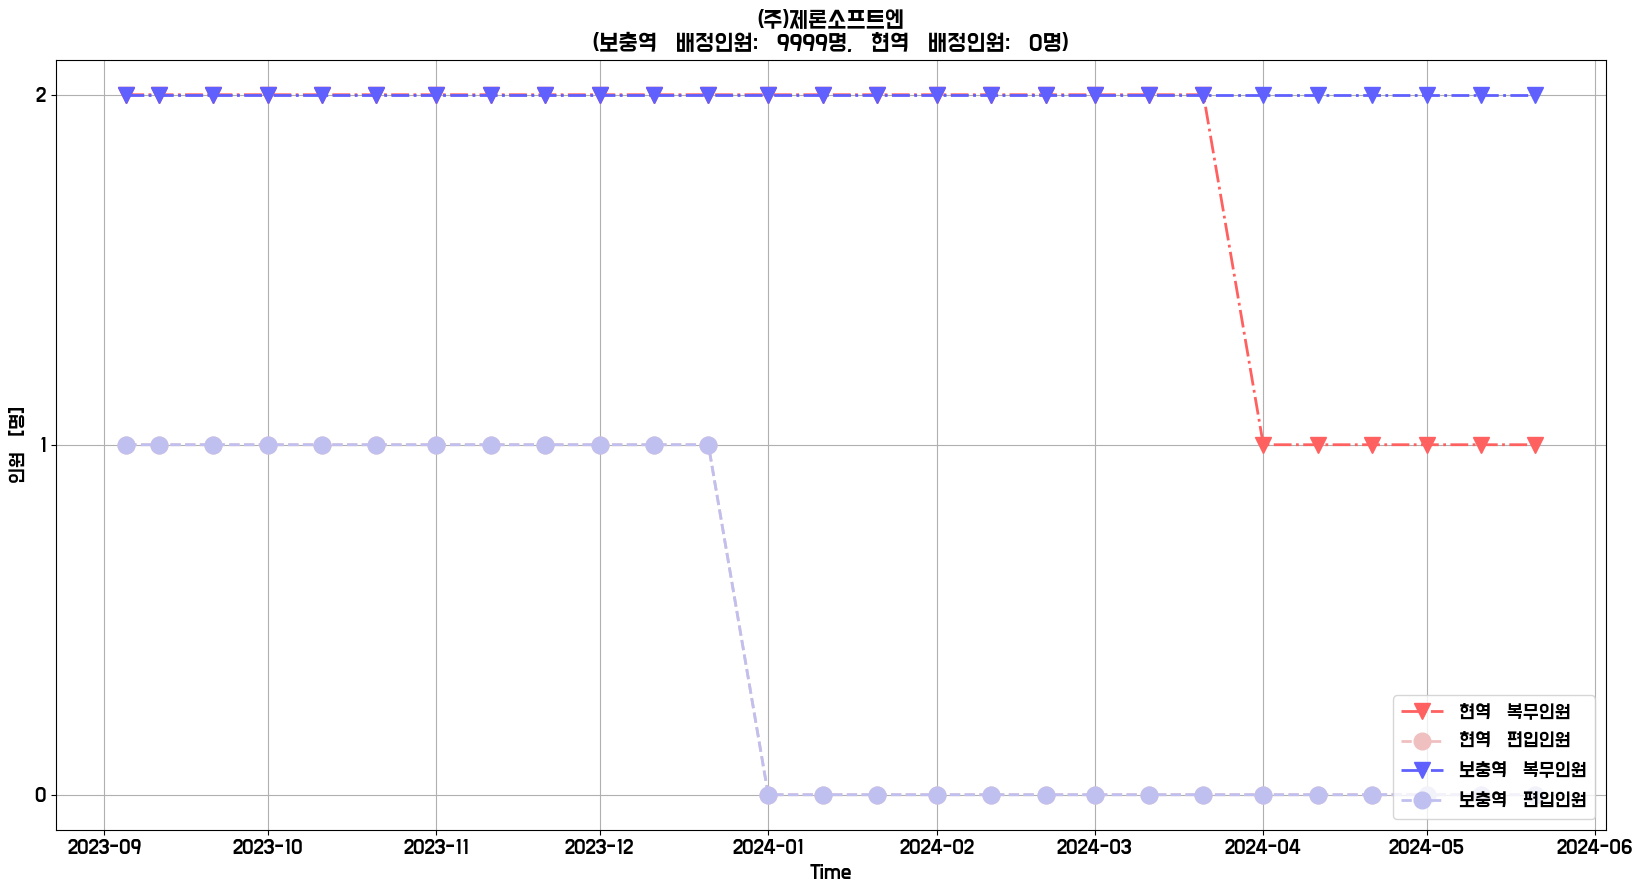 (주)제론소프트엔
(보충역 배정인원: 9999명, 현역 배정인원: 0명)
인원 [명]
2
1
0
현역 복무인원
현역 편입인원
보충역 복무인원
보충역 편입인원
2023-09 2023-10 2023-11 2023-12 2024-01 2024-02 2024-03 2024-04 2024-05 2024-06
Time